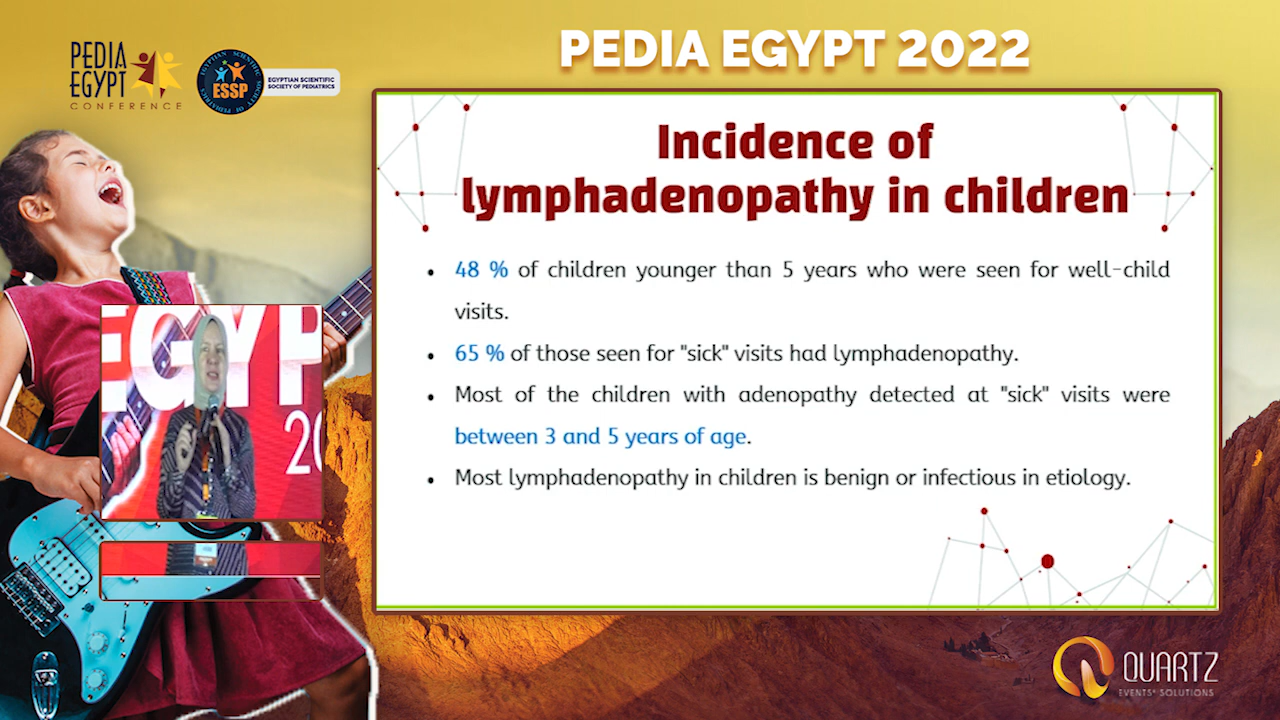 PEDIA
EGYPT
CONFERENCE
ESSP
EGYPTIAN SCIENTIFIC
SOCIETY OF PEDIATRICS
PEDIA EGYPT 2022
Incidence of
lymphadenopathy in children
• 48 % of children younger than 5 years who were seen for well-child
visits.
• 65 % of those seen for "sick" visits had lymphadenopathy.
• Most of the children with adenopathy detected at "sick" visits were
between 3 and 5 years of age.
• Most lymphadenopathy in children is benign or infectious in etiology.
EGYP
20
QUARTZ
EVENTS' SOLUTIONS